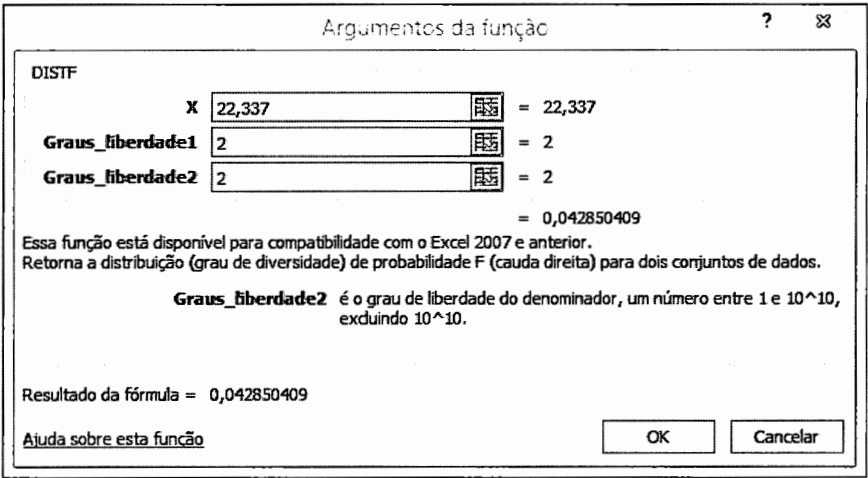 Argumentos da função ?
DISTF
X 22,337 = 22,337
Graus_liberdade1 2 = 2
Graus_liberdade2 2 = 2
= 0,042850409
Essa função está disponível para compatibilidade com o Excel 2007 e anterior.
Retorna a distribuição (grau de diversidade) de probabilidade F (cauda direita) para dois conjuntos de dados.
Graus_liberdade2 é o grau de liberdade do denominador, um número entre 1 e 10^10,
excluindo 10^10.
Resultado da fórmula = 0,042850409
Ajuda sobre esta função OK Cancelar